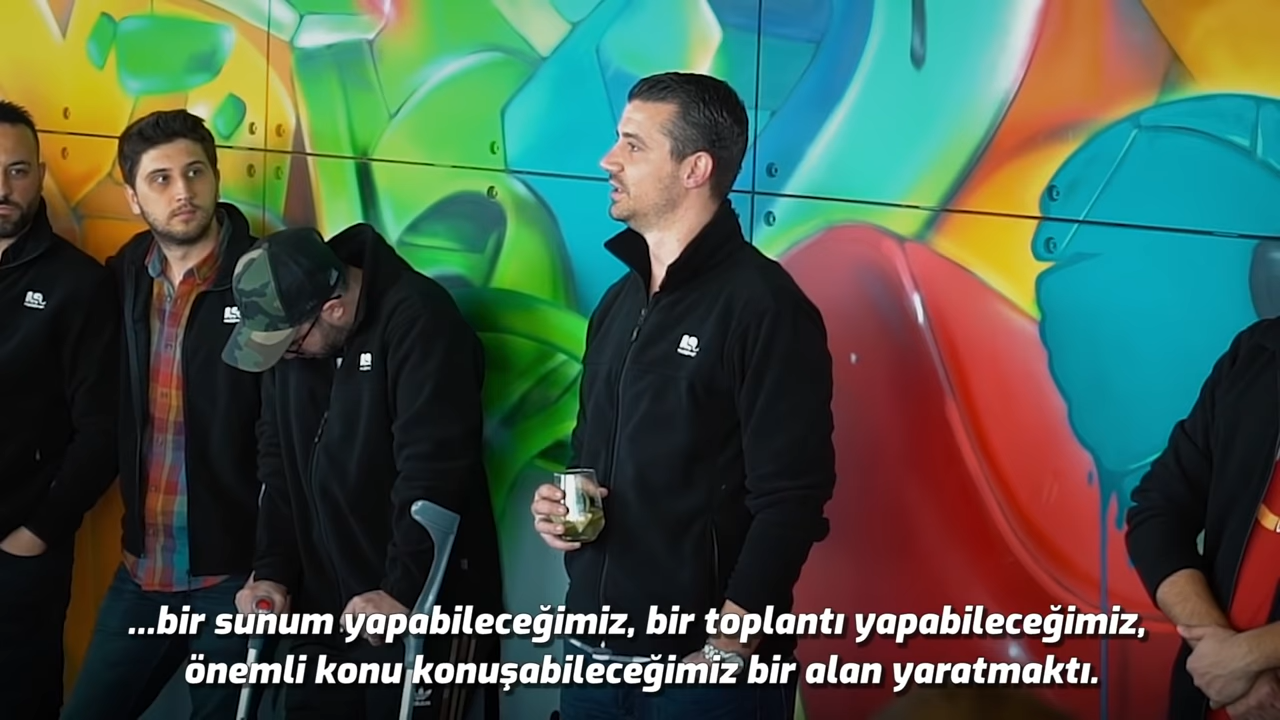 ...bir sunum yapabileceğimiz, bir toplantı yapabileceğimiz,
önemli konu konuşabileceğimiz bir alan yaratmaktı.